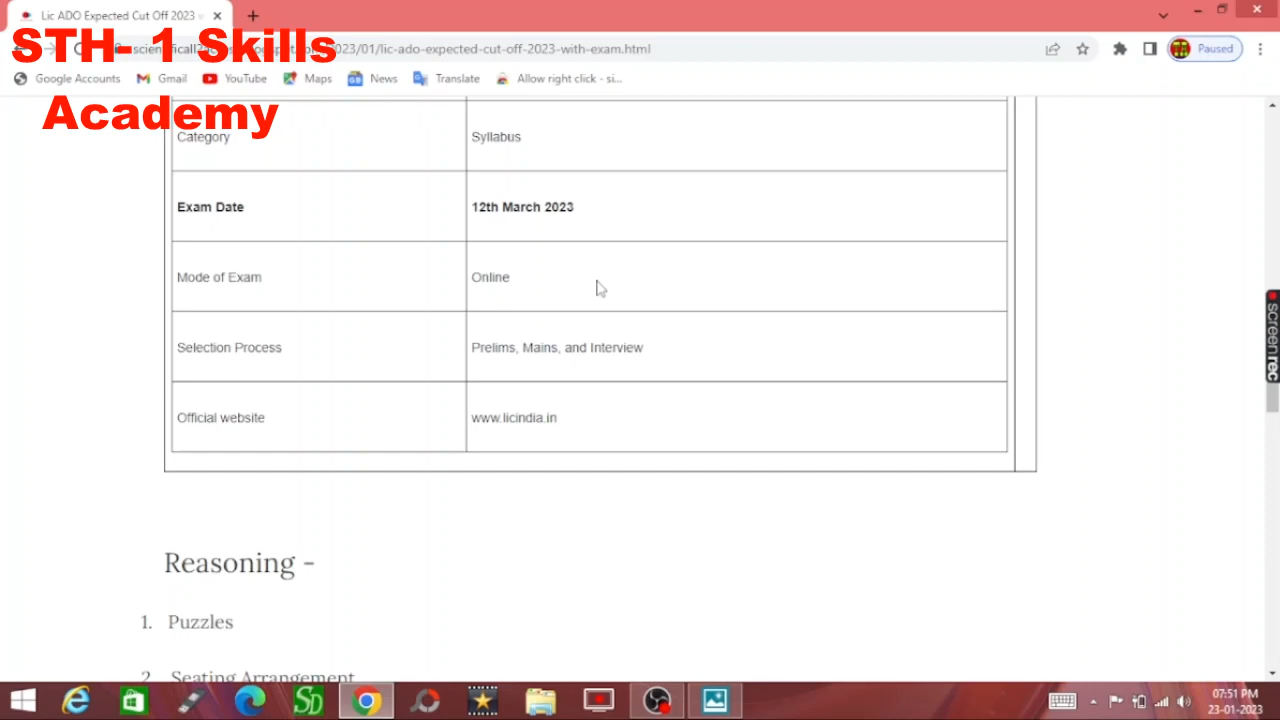 Lic ADO Expected Cut Off 2023
STH- 1 Skills
Academy
2023/01/lic-ado-expected-cut-off-2023-with-exam.html
Paused
Google Accounts
Gmail
YouTube
Maps
News
Translate
Allow right click - si...
Category
Syllabus
Exam Date
12th March 2023
Mode of Exam
Online
Selection Process
Prelims, Mains, and Interview
Official website
www.licindia.in
screenrec
Reasoning -
1. Puzzles
2. Seating Arrangement
SD
07:51 PM
23-01-2023